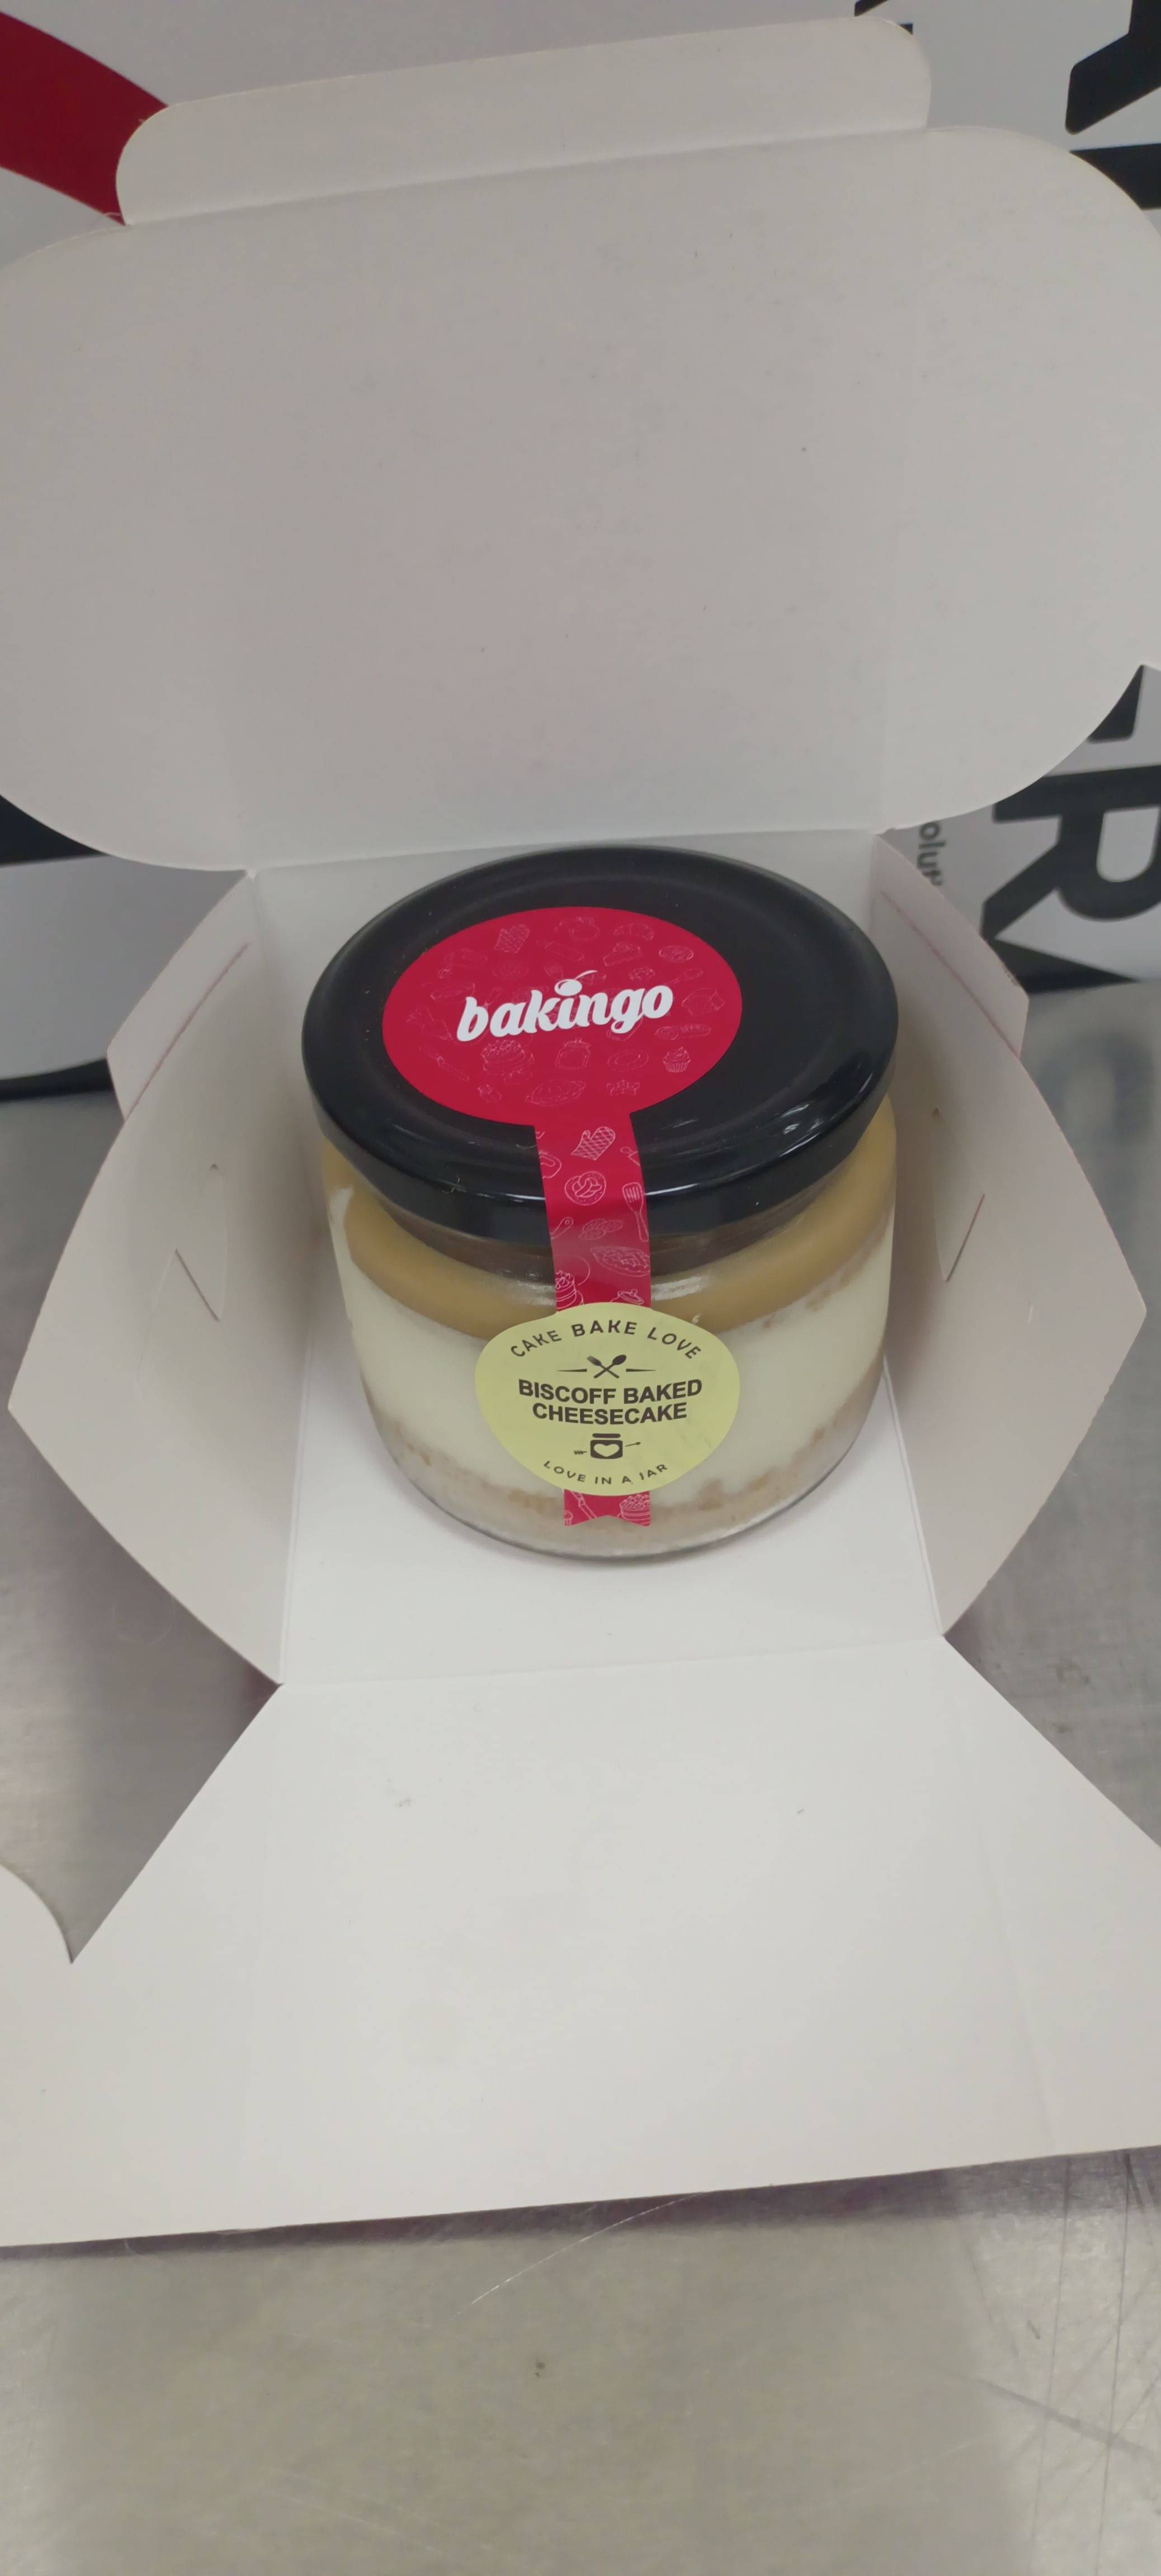 bakingo
CAKE BAKE LOVE
BISCOFF BAKED
CHEESECAKE
LOVE IN A JAR